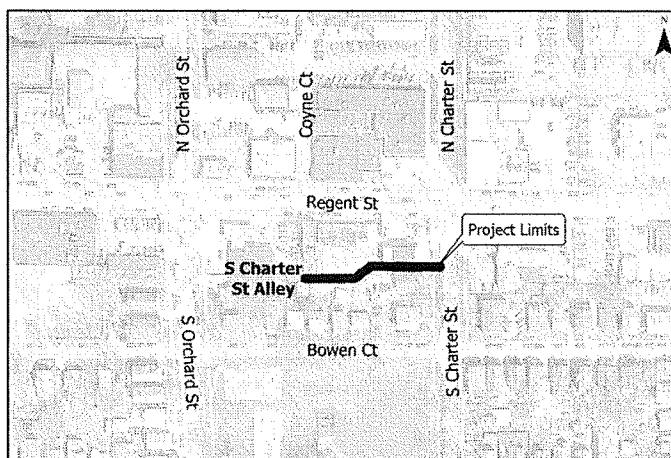 N Orchard St
Coyne Ct
N Charter St
Regent St
Project Limits
S Charter
St Alley
S Orchard St
Bowen Ct
S Charter St